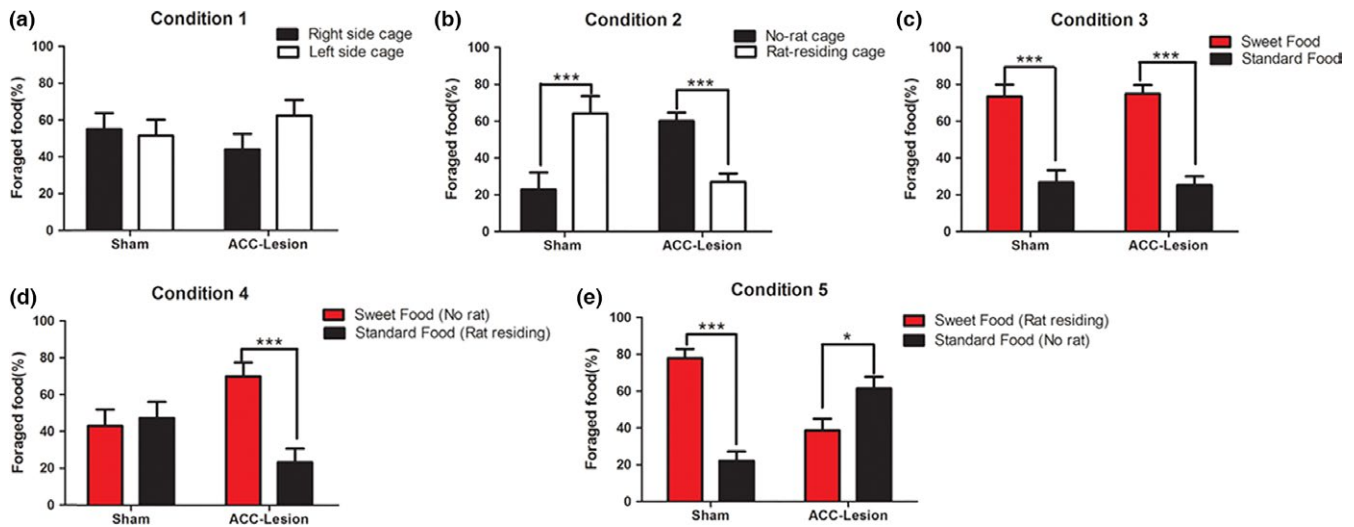 (a)
Condition 1
Right side cage
Left side cage
Foraged food(%)
100
80
60
40
20
0
Sham
ACC-Lesion
(b)
Condition 2
No-rat cage
Rat-residing cage
Foraged food(%)
100
80
60
40
20
0
***
***
Sham
ACC-Lesion
(c)
Condition 3
Sweet Food
Standard Food
Foraged food(%)
100
80
60
40
20
0
***
***
Sham
ACC-Lesion
(d)
Condition 4
Sweet Food (No rat)
Standard Food (Rat residing)
Foraged food(%)
100
80
60
40
20
0
***
Sham
ACC-Lesion
(e)
Condition 5
Sweet Food (Rat residing)
Standard Food (No rat)
Foraged food(%)
100
80
60
40
20
0
***
*
Sham
ACC-Lesion